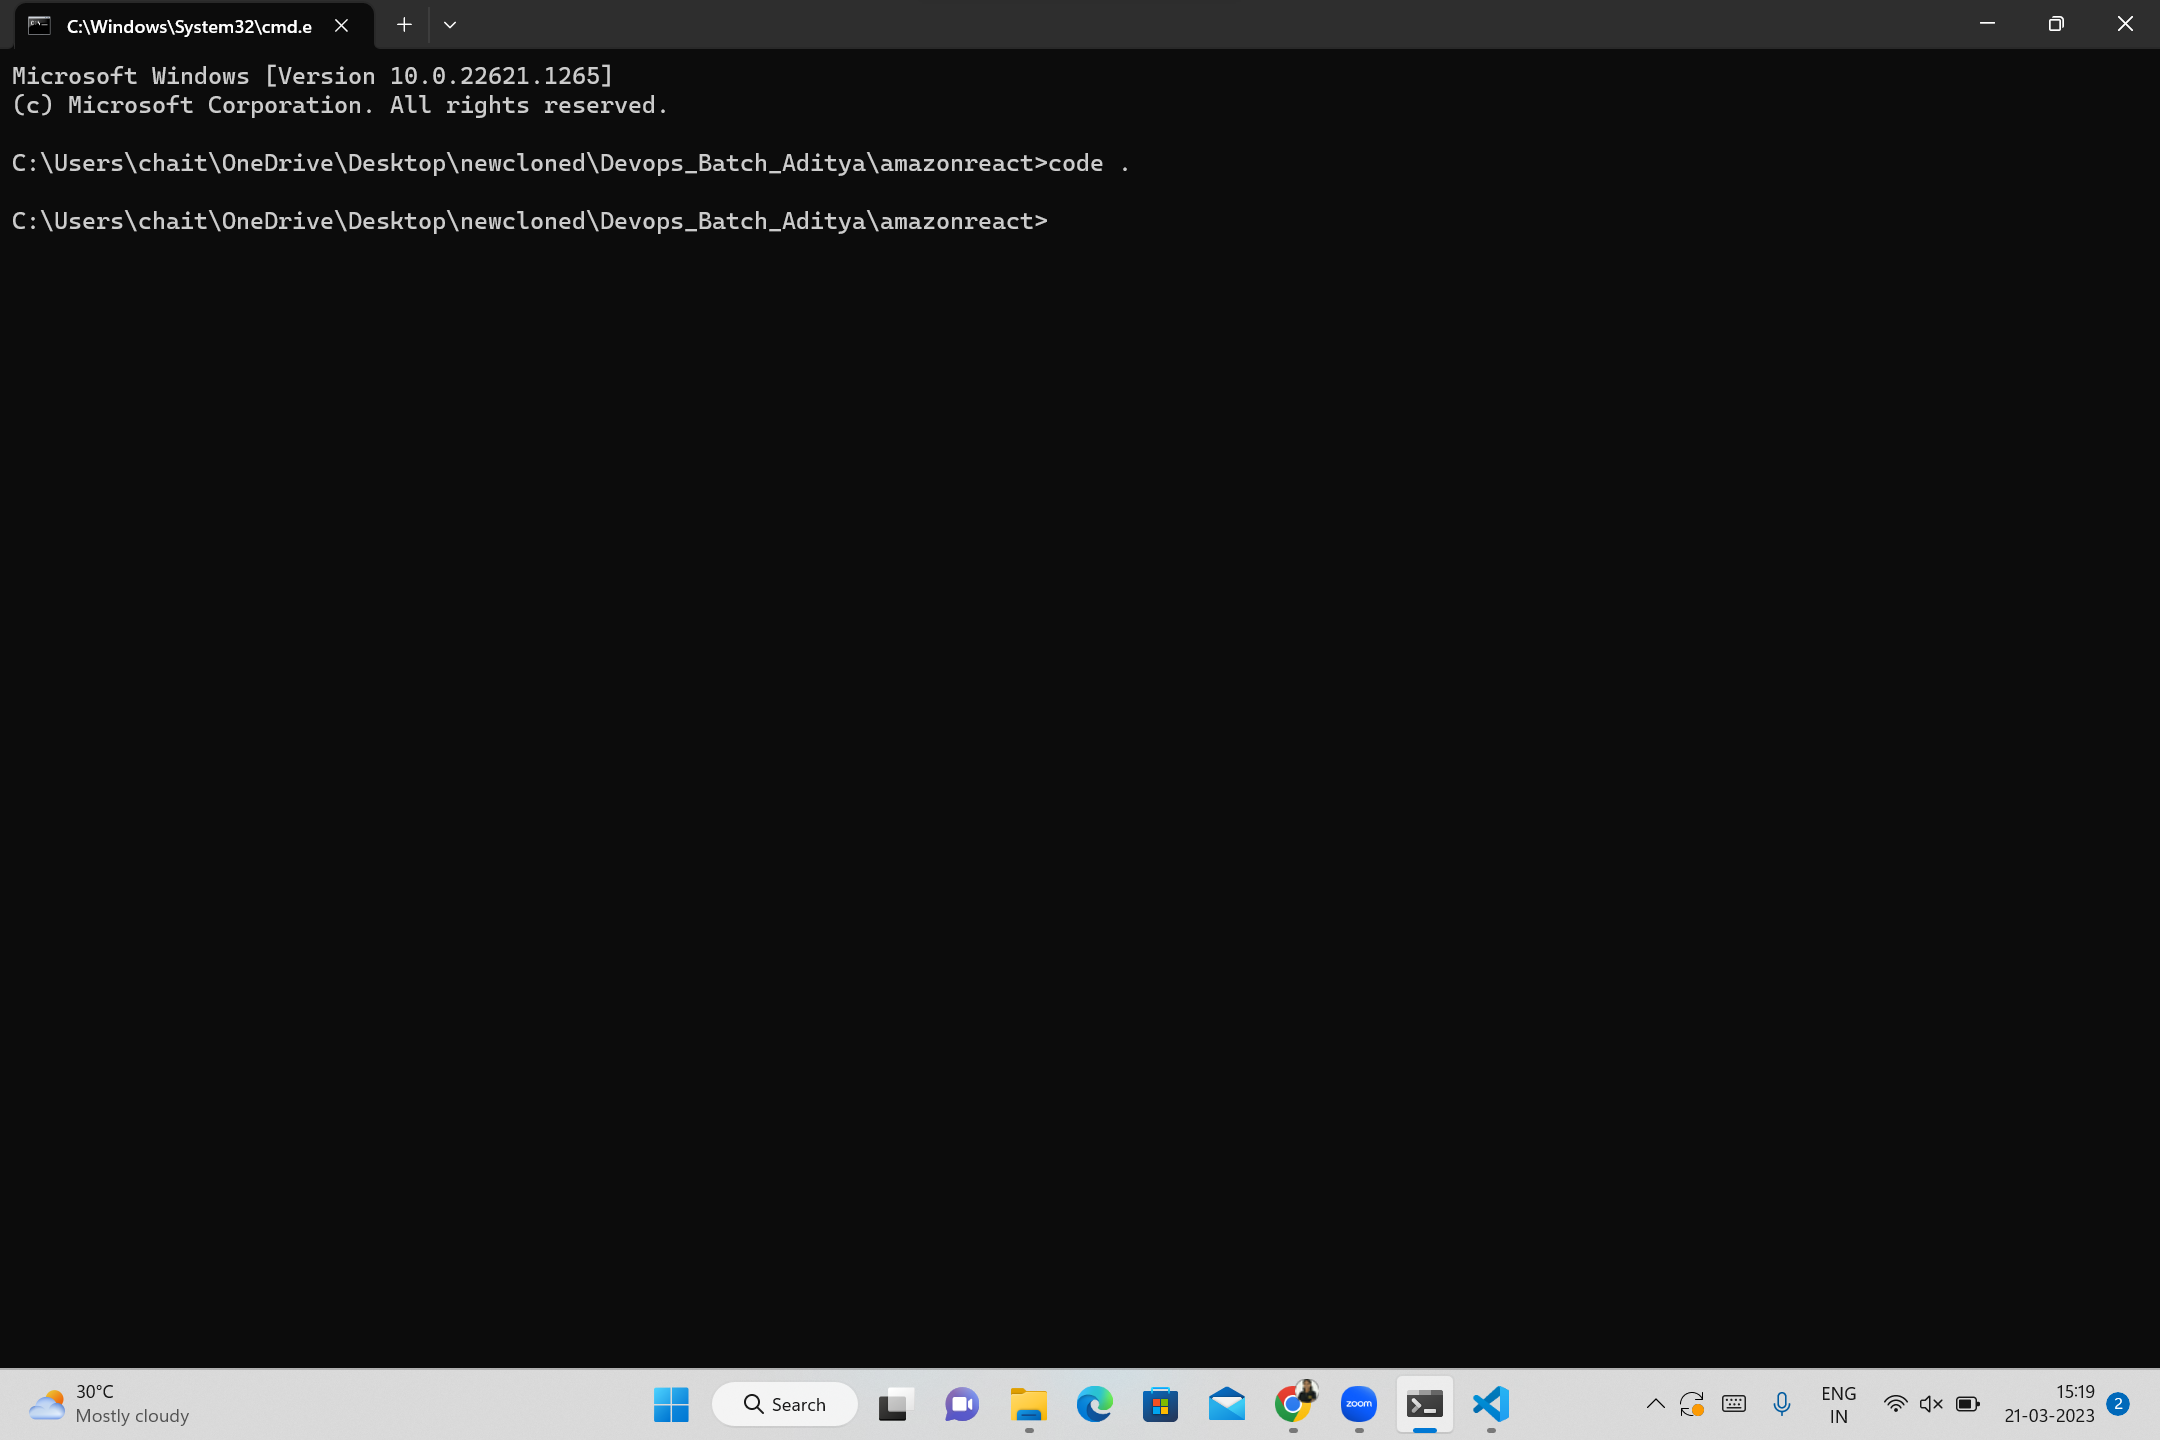 C:\Windows\System32\cmd.e
Microsoft Windows [Version 10.0.22621.1265]
(c) Microsoft Corporation. All rights reserved.
C:\Users\chait\OneDrive\Desktop\newcloned\Devops_Batch_Aditya\amazonreact>code .
C:\Users\chait\OneDrive\Desktop\newcloned\Devops_Batch_Aditya\amazonreact>
30°C
Mostly cloudy
Search
zoom
ENG
IN
15:19
21-03-2023
2